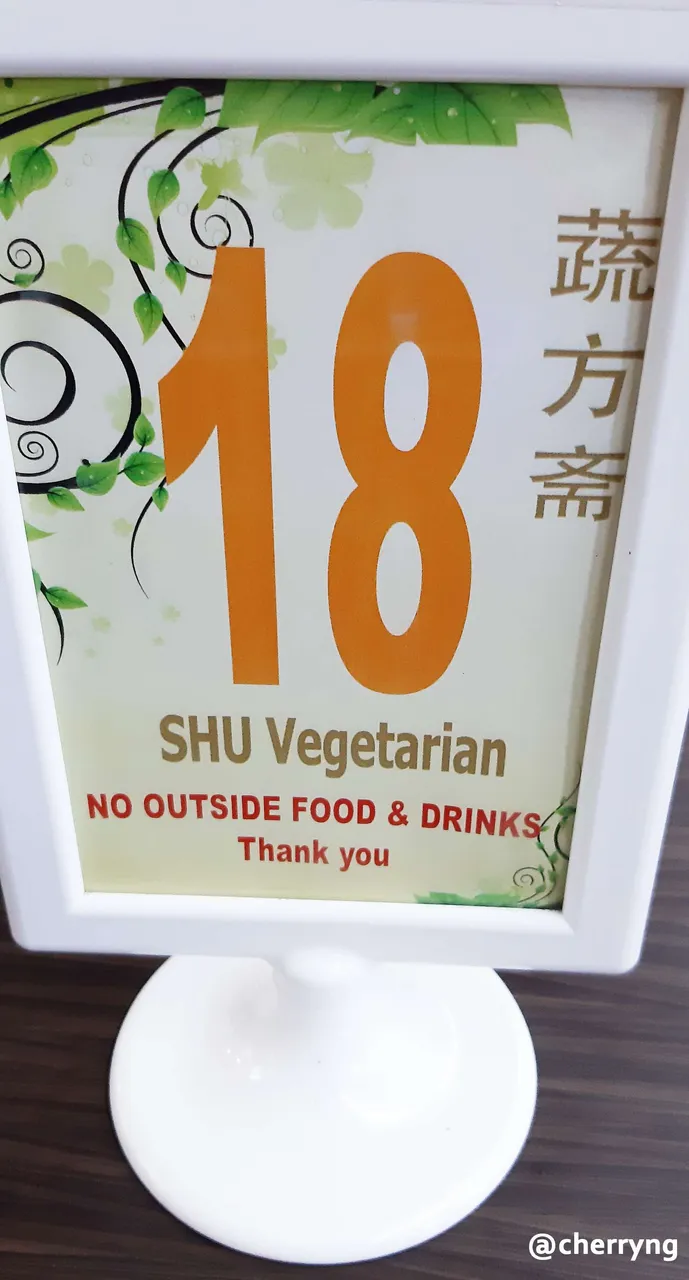 蔬方斋
18
SHU Vegetarian
NO OUTSIDE FOOD & DRINKS
Thank you
@cherryng